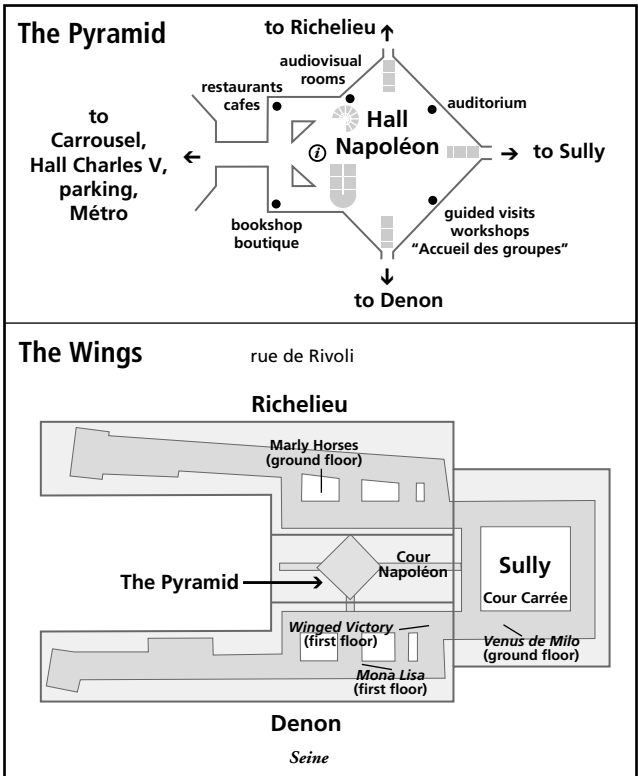 The Pyramid
to Richelieu
audiovisual
rooms
restaurants
cafes
auditorium
to
Carrousel,
Hall Charles V,
parking,
Métro
Hall
Napoléon
i
to Sully
bookshop
boutique
guided visits
workshops
“Accueil des groupes”
to Denon
The Wings
rue de Rivoli
Richelieu
Marly Horses
(ground floor)
Cour
Napoléon
The Pyramid
Sully
Cour Carrée
Winged Victory
(first floor)
Venus de Milo
(ground floor)
Mona Lisa
(first floor)
Denon
Seine